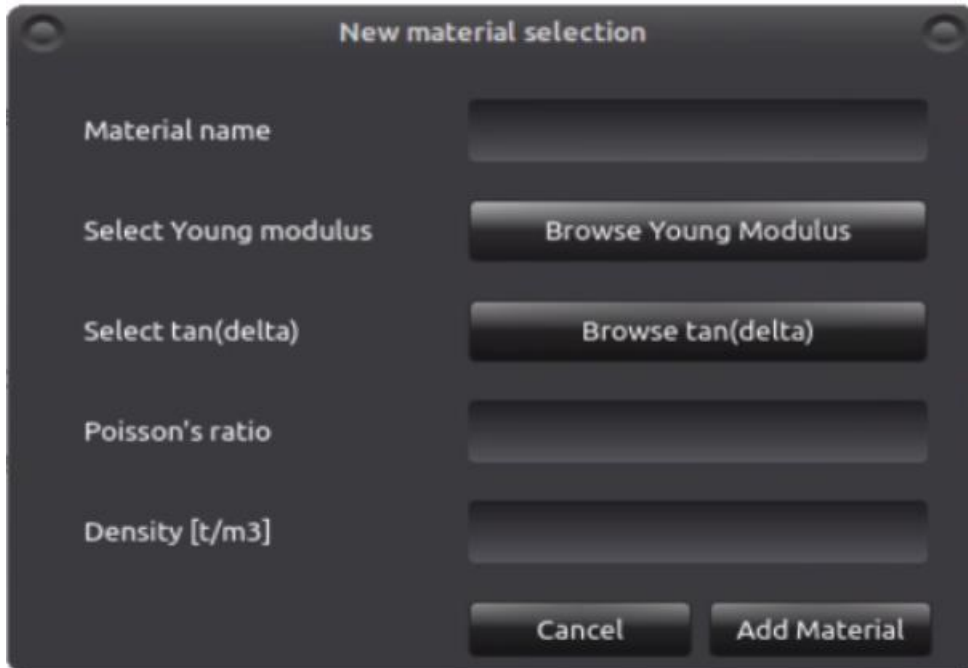 New material selection
Material name
Select Young modulus
Browse Young Modulus
Select tan(delta)
Browse tan(delta)
Poisson's ratio
Density [t/m3]
Cancel
Add Material